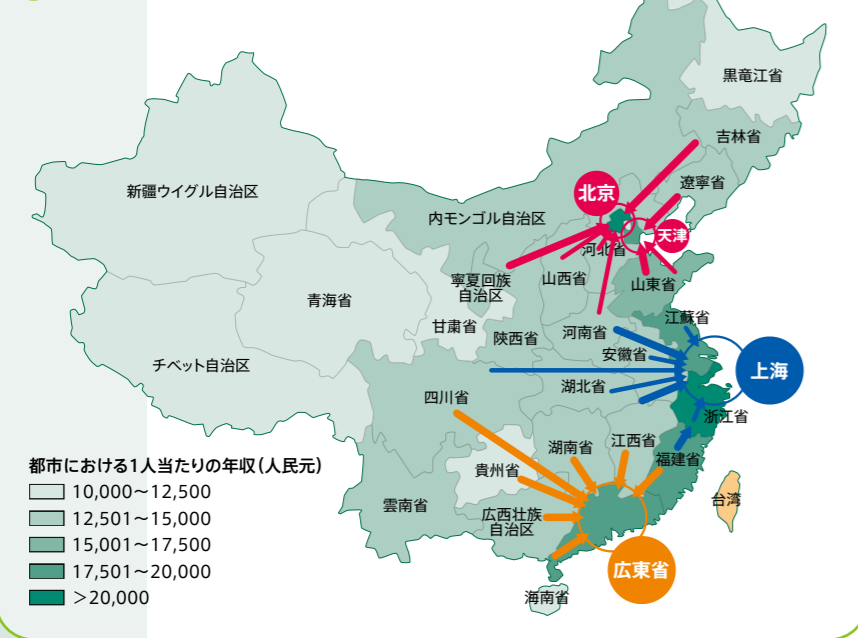 黒竜江省
吉林省
遼寧省
北京
新疆ウイグル自治区
内モンゴル自治区
天津
河北省
寧夏回族
自治区
山西省
山東省
青海省
甘粛省
江蘇省
陝西省
河南省
安徽省
チベット自治区
上海
湖北省
四川省
浙江省
江西省
湖南省
福建省
都市における1人当たりの年収(人民元)
貴州省
10,000~12,500
台湾
雲南省
12,501~15,000
広西壮族
自治区
15,001~17,500
17,501~20,000
広東省
>20,000
海南省